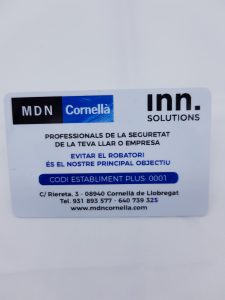 MDN Cornellà
inn.
SOLUTIONS
PROFESSIONALS DE LA SEGURETAT
DE LA TEVA LLAR O EMPRESA
EVITAR EL ROBATORI
ÉS EL NOSTRE PRINCIPAL OBJECTIU
CODI ESTABLIMENT PLUS: 0001
C/ Riereta, 3 - 08940 Cornellà de Llobregat
Tel. 931 893 577 - 640 739 325
www.mdncornella.com